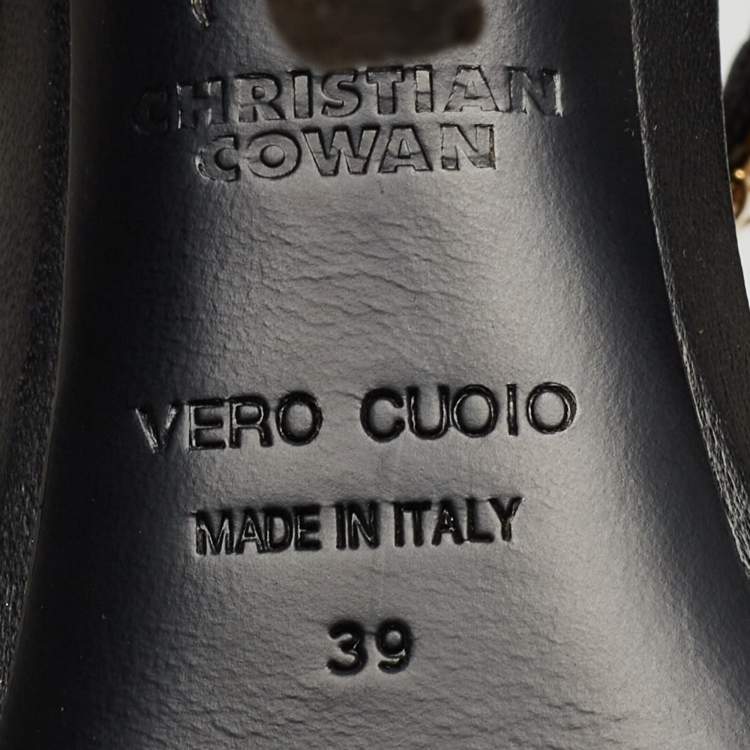 CHRISTIAN
COWAN
VERO CUOIO
MADE IN ITALY
39